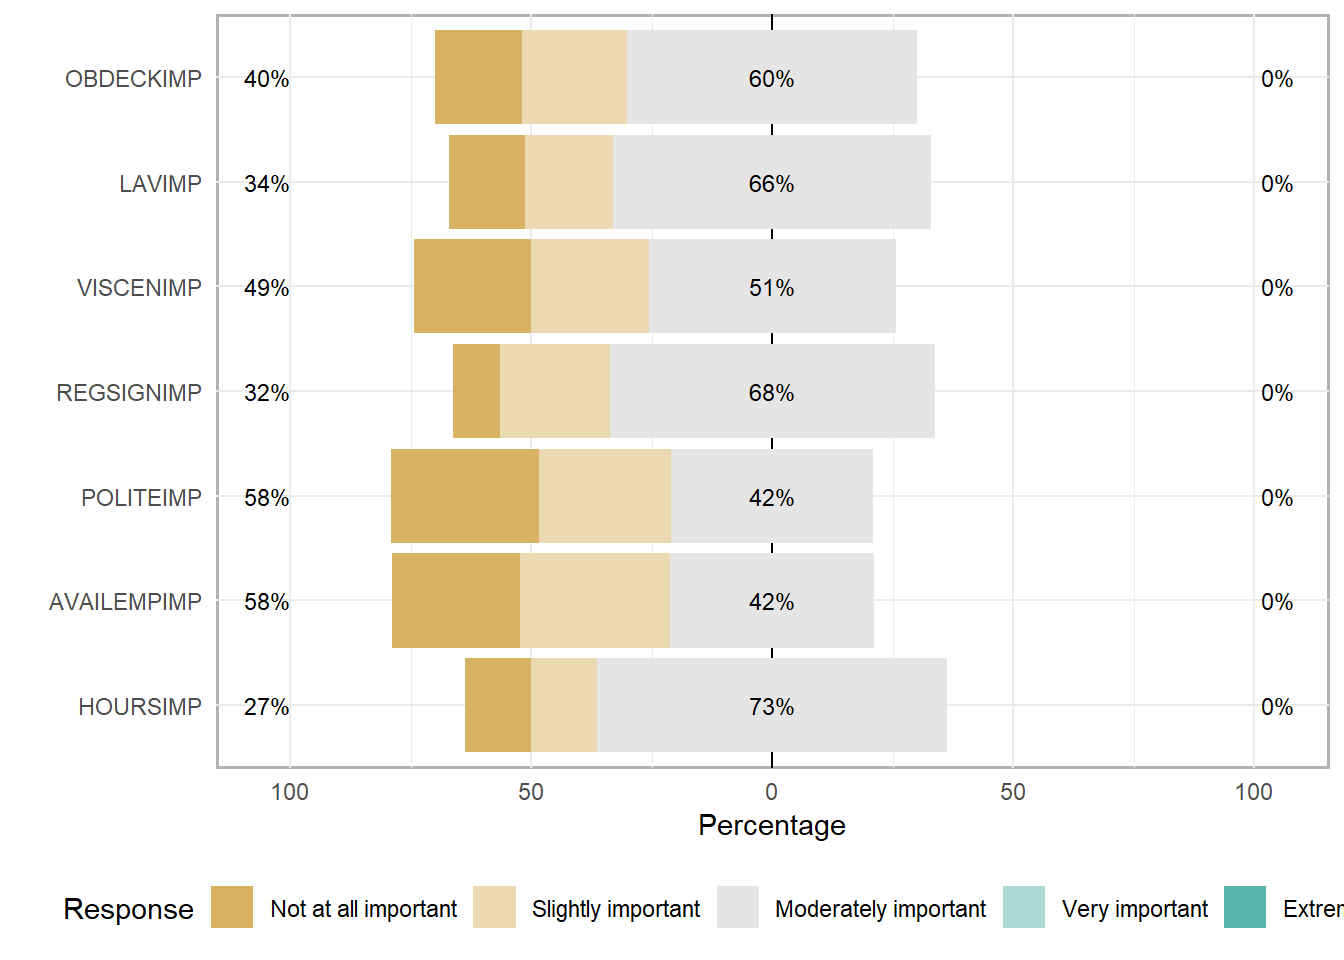 OBDECKIMP 40% 60% 0%
LAVIMP 34% 66% 0%
VISCENIMP 49% 51% 0%
REGSIGNIMP 32% 68% 0%
POLITEIMP 58% 42% 0%
AVAILEMPIMP 58% 42% 0%
HOURSIMP 27% 73% 0%
100 50 0 50 100
Percentage
Response Not at all important Slightly important Moderately important Very important